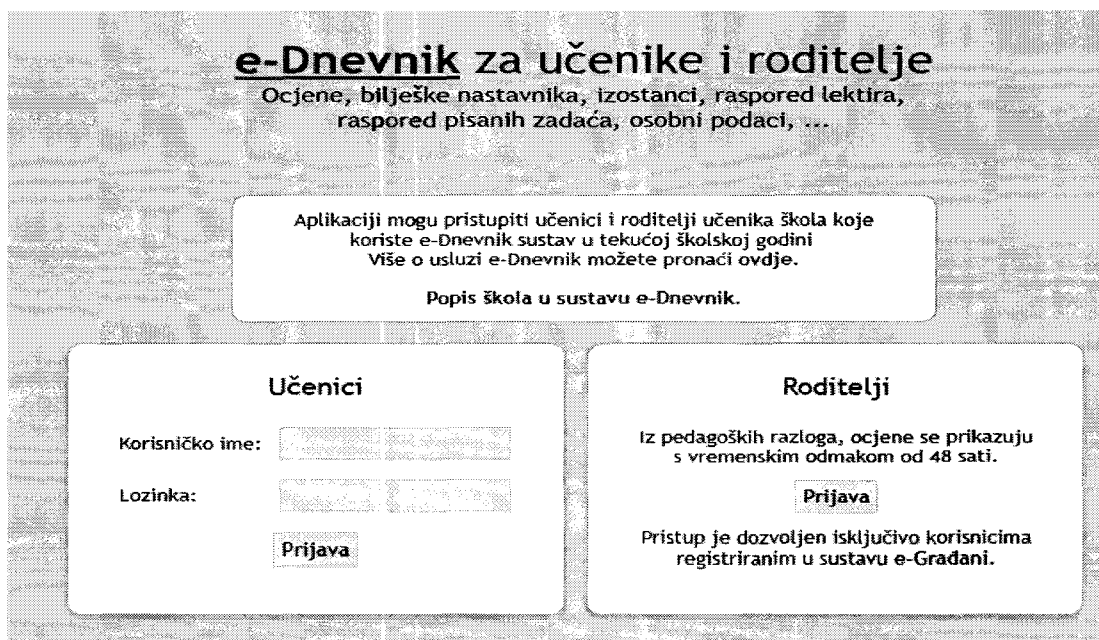 e-Dnevnik za učenike i roditelje
Ocjene, bilješke nastavnika, izostanci, raspored lektira,
raspored pisanih zadaća, osobni podaci, ...
Aplikaciji mogu pristupiti učenici i roditelji učenika škola koje
koriste e-Dnevnik sustav u tekućoj školskoj godini
Više o usluzi e-Dnevnik možete pronaći ovdje.
Popis škola u sustavu e-Dnevnik.
Učenici
Korisničko ime:
Lozinka:
Prijava
Roditelji
Iz pedagoških razloga, ocjene se prikazuju
s vremenskim odmakom od 48 sati.
Prijava
Pristup je dozvoljen isključivo korisnicima
registriranim u sustavu e-Građani.